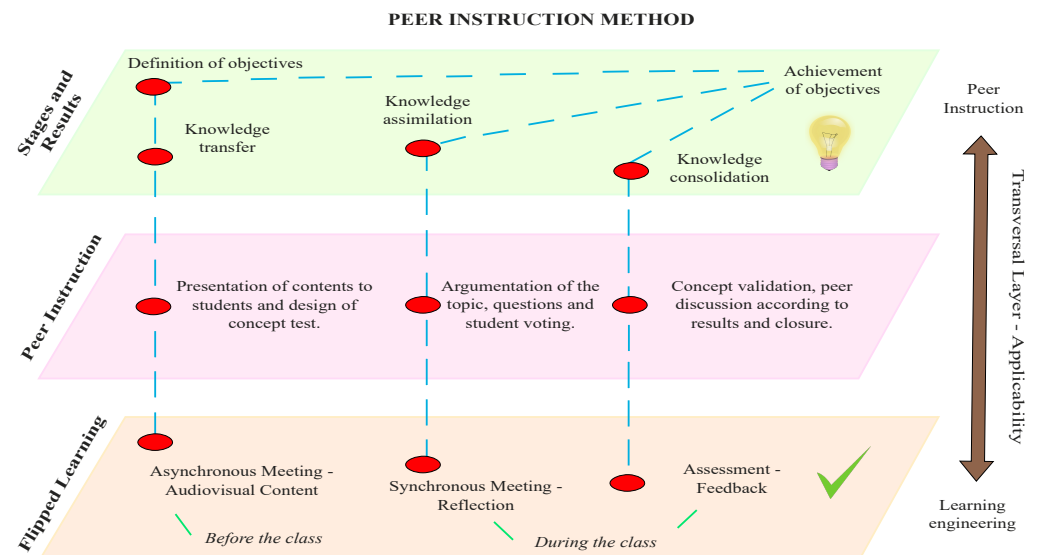 PEER INSTRUCTION METHOD
Stages and
Results
Definition of objectives
Knowledge
transfer
Knowledge
assimilation
Knowledge
consolidation
Achievement
of objectives
Peer Instruction
Presentation of contents to
students and design of
concept test.
Argumentation of the
topic, questions and
student voting.
Concept validation, peer
discussion according to
results and closure.
Flipped Learning
Asynchronous Meeting -
Audiovisual Content
Synchronous Meeting -
Reflection
Assessment -
Feedback
Before the class
During the class
Peer
Instruction
Transversal Layer - Applicability
Learning
engineering